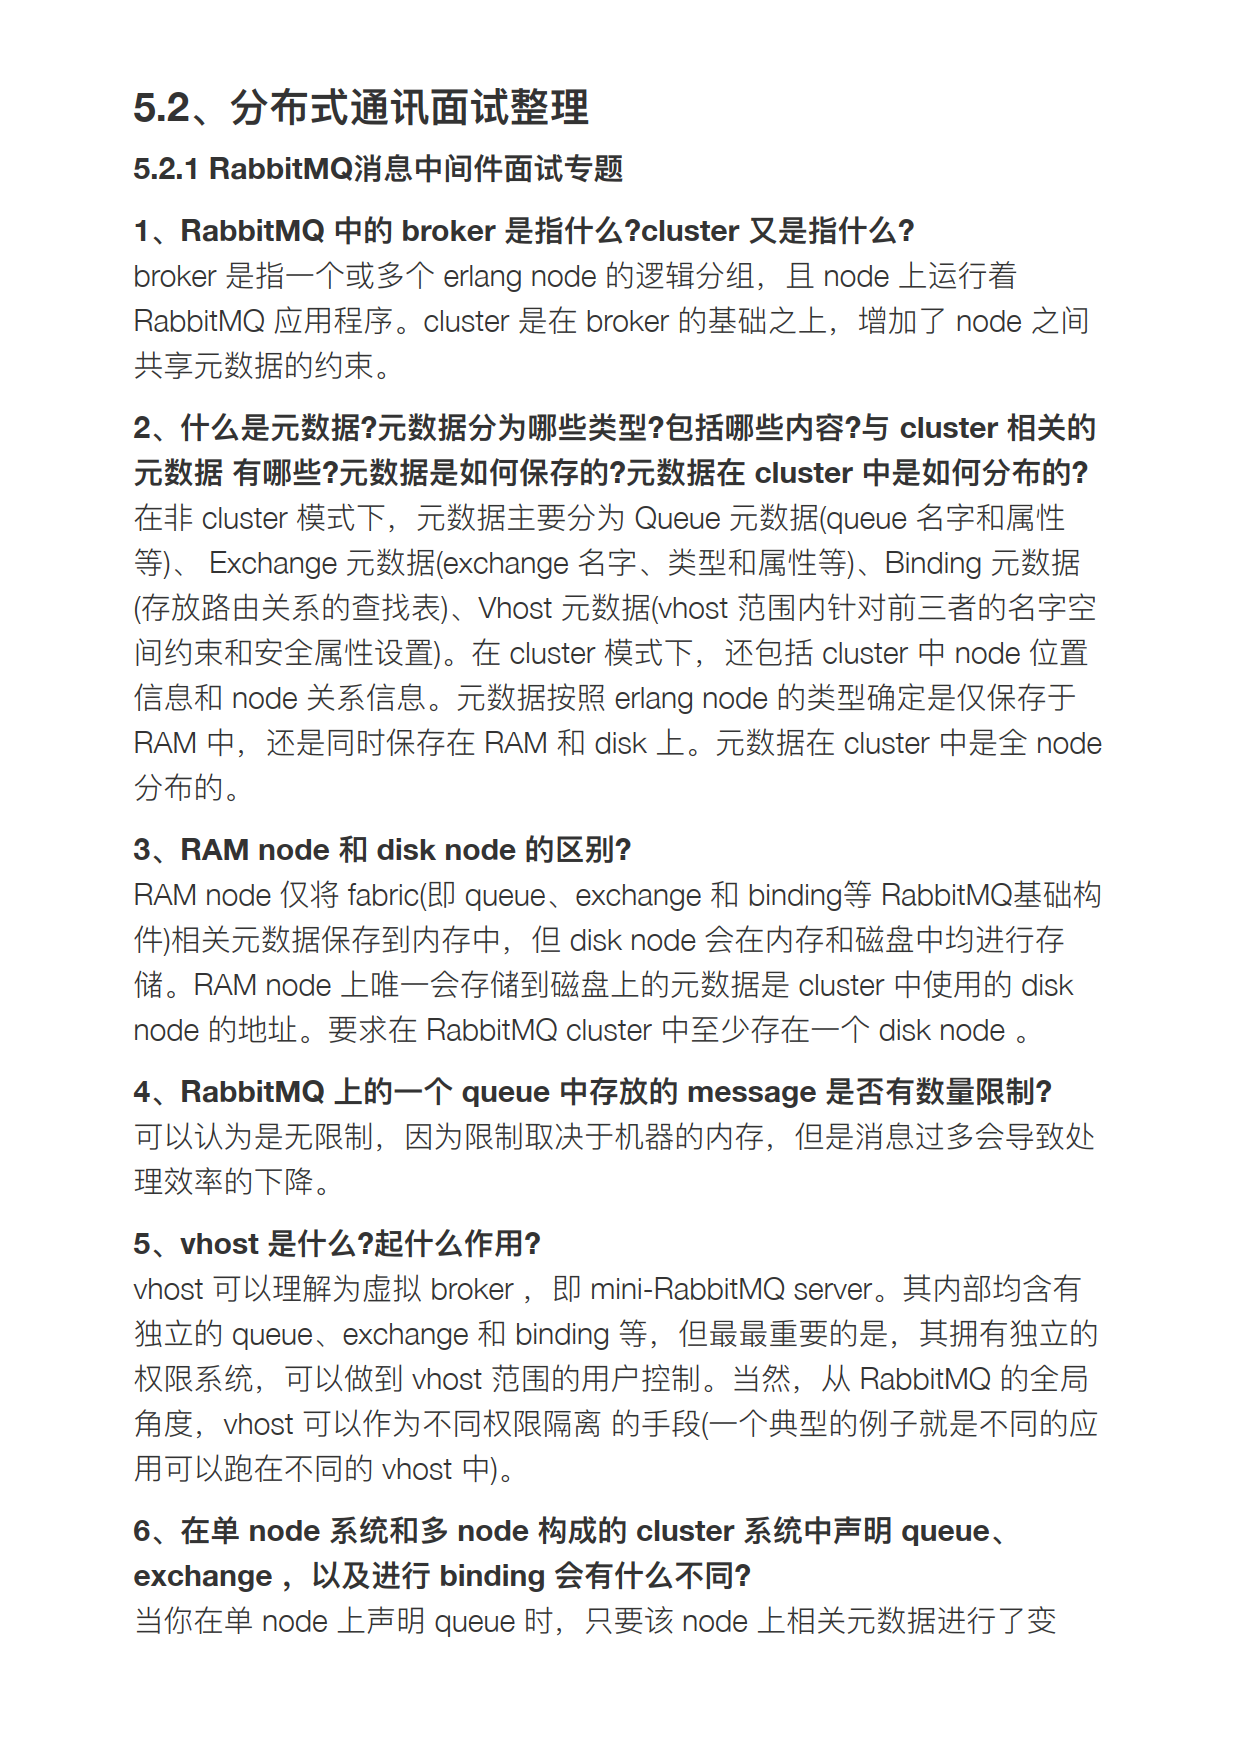 5.2、分布式通讯面试整理
5.2.1 RabbitMQ消息中间件面试专题
1、RabbitMQ 中的 broker 是指什么?cluster 又是指什么?
broker 是指一个或多个 erlang node 的逻辑分组，且 node 上运行着
RabbitMQ 应用程序。cluster 是在 broker 的基础之上，增加了 node 之间
共享元数据的约束。
2、什么是元数据?元数据分为哪些类型?包括哪些内容?与 cluster 相关的
元数据 有哪些?元数据是如何保存的?元数据在 cluster 中是如何分布的?
在非 cluster 模式下，元数据主要分为 Queue 元数据(queue 名字和属性
等)、 Exchange 元数据(exchange 名字、类型和属性等)、Binding 元数据
(存放路由关系的查找表)、Vhost 元数据(vhost 范围内针对前三者的名字空
间约束和安全属性设置)。在 cluster 模式下，还包括 cluster 中 node 位置
信息和 node 关系信息。元数据按照 erlang node 的类型确定是仅保存于
RAM 中，还是同时保存在 RAM 和 disk 上。元数据在 cluster 中是全 node
分布的。
3、RAM node 和 disk node 的区别?
RAM node 仅将 fabric(即 queue、exchange 和 binding等 RabbitMQ基础构
件)相关元数据保存到内存中，但 disk node 会在内存和磁盘中均进行存
储。RAM node 上唯一会存储到磁盘上的元数据是 cluster 中使用的 disk
node 的地址。要求在 RabbitMQ cluster 中至少存在一个 disk node 。
4、RabbitMQ 上的一个 queue 中存放的 message 是否有数量限制?
可以认为是无限制，因为限制取决于机器的内存，但是消息过多会导致处
理效率的下降。
5、vhost 是什么?起什么作用?
vhost 可以理解为虚拟 broker ，即 mini-RabbitMQ server。其内部均含有
独立的 queue、exchange 和 binding 等，但最最重要的是，其拥有独立的
权限系统，可以做到 vhost 范围的用户控制。当然，从 RabbitMQ 的全局
角度，vhost 可以作为不同权限隔离 的手段(一个典型的例子就是不同的应
用可以跑在不同的 vhost 中)。
6、在单 node 系统和多 node 构成的 cluster 系统中声明 queue、
exchange ，以及进行 binding 会有什么不同?
当你在单 node 上声明 queue 时，只要该 node 上相关元数据进行了变